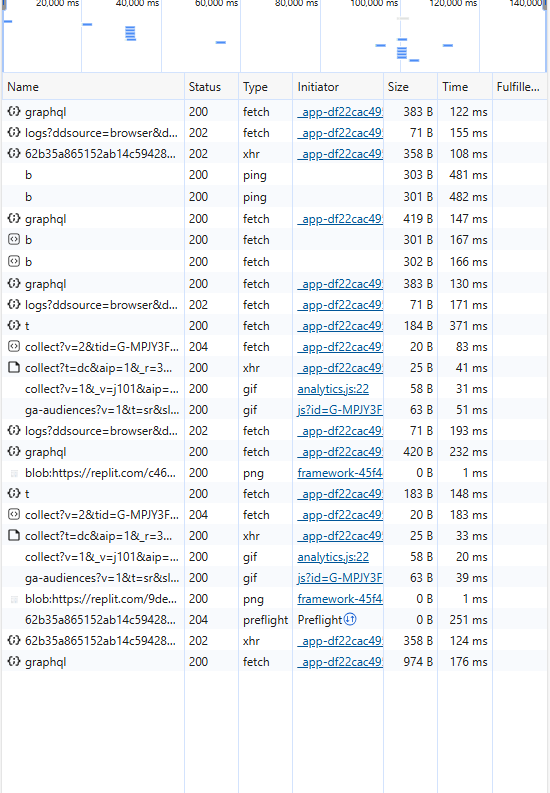 20,000 ms 40,000 ms 60,000 ms 80,000 ms 100,000 ms 120,000 ms 140,000
Name Status Type Initiator Size Time Fulfille...
graphql 200 fetch _app-df22cac49 383 B 122 ms
logs?ddsource=browser&d... 202 fetch _app-df22cac49 71 B 155 ms
62b35a865152ab14c59428... 202 xhr _app-df22cac49 358 B 108 ms
b 200 ping 303 B 481 ms
b 200 ping 301 B 482 ms
graphql 200 fetch _app-df22cac49 419 B 147 ms
b 200 fetch 301 B 167 ms
b 200 fetch 302 B 166 ms
graphql 200 fetch _app-df22cac49 383 B 130 ms
logs?ddsource=browser&d... 202 fetch _app-df22cac49 71 B 171 ms
t 200 fetch _app-df22cac49 184 B 371 ms
collect?v=2&tid=G-MPJY3F... 204 fetch _app-df22cac49 20 B 83 ms
collect?t=dc&aip=1&_r=3... 200 xhr _app-df22cac49 25 B 41 ms
collect?v=1&_v=j101&aip=... 200 gif analytics.js:22 58 B 31 ms
ga-audiences?v=1&t=sr&sl... 200 gif js?id=G-MPJY3F 63 B 51 ms
logs?ddsource=browser&d... 202 fetch _app-df22cac49 71 B 193 ms
graphql 200 fetch _app-df22cac49 420 B 232 ms
blob:https://replit.com/c46... 200 png framework-45f4 0 B 1 ms
t 200 fetch _app-df22cac49 183 B 148 ms
collect?v=2&tid=G-MPJY3F... 204 fetch _app-df22cac49 20 B 183 ms
collect?t=dc&aip=1&_r=3... 200 xhr _app-df22cac49 25 B 33 ms
collect?v=1&_v=j101&aip=... 200 gif analytics.js:22 58 B 20 ms
ga-audiences?v=1&t=sr&sl... 200 gif js?id=G-MPJY3F 63 B 39 ms
blob:https://replit.com/9de... 200 png framework-45f4 0 B 1 ms
62b35a865152ab14c59428... 204 preflight Preflight 0 B 251 ms
62b35a865152ab14c59428... 202 xhr _app-df22cac49 358 B 124 ms
graphql 200 fetch _app-df22cac49 974 B 176 ms